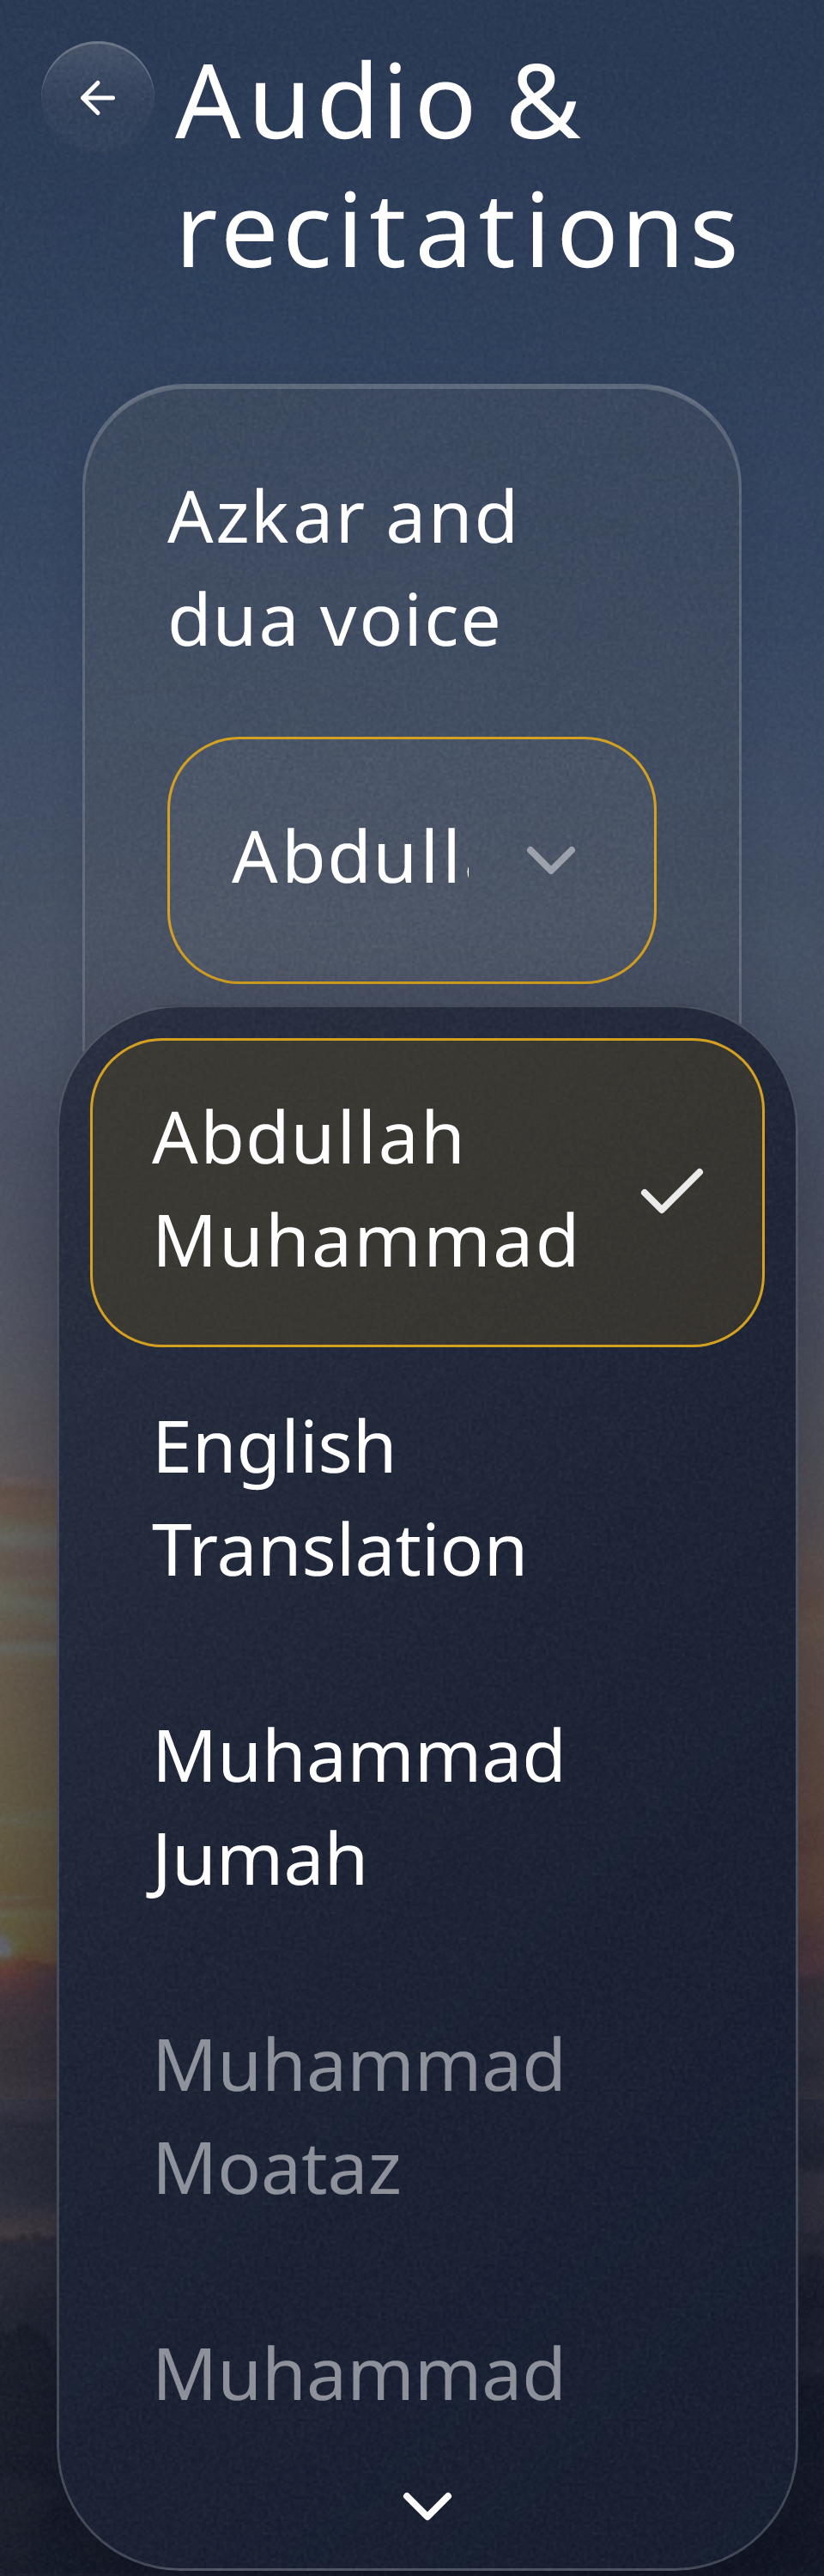 Audio &
recitations
Azkar and
dua voice
Abdull
Abdullah
Muhammad
English
Translation
Muhammad
Jumah
Muhammad
Moataz
Muhammad